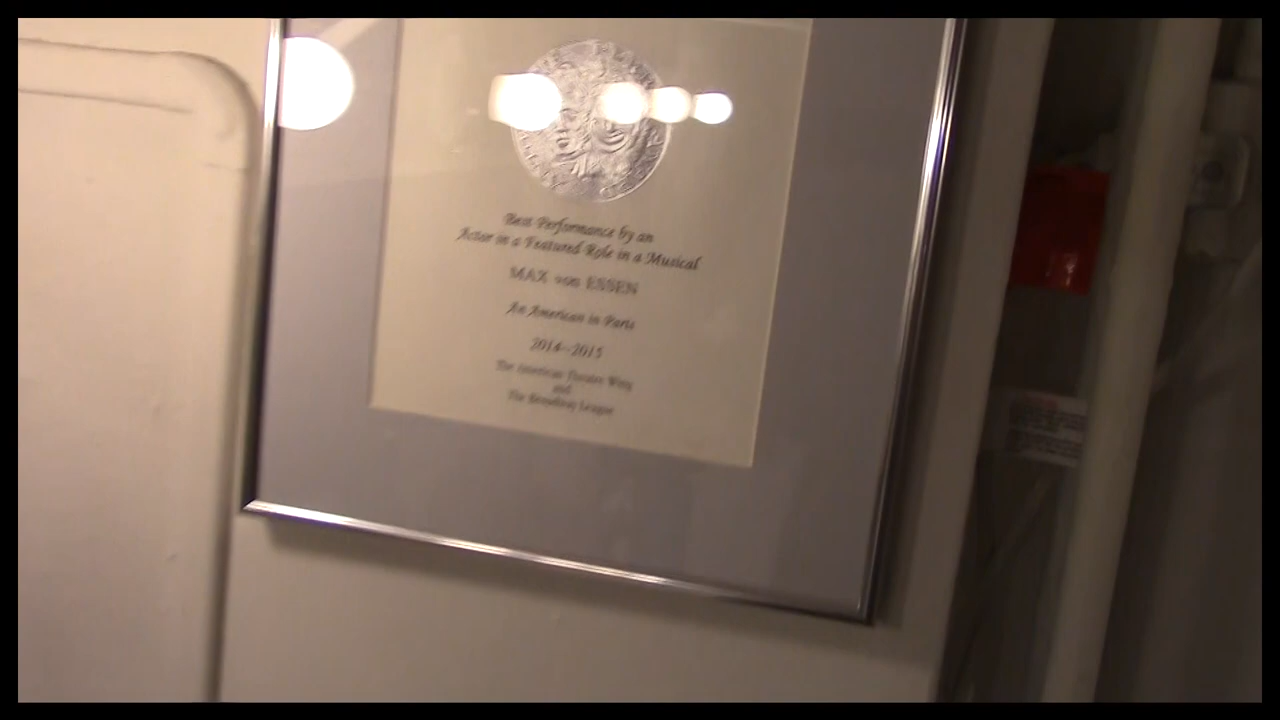 Best Performance by an
Actor in a Featured Role in a Musical
MAX von ESSEN
An American in Paris
2014-2015
The American Theatre Wing
and
The Broadway League